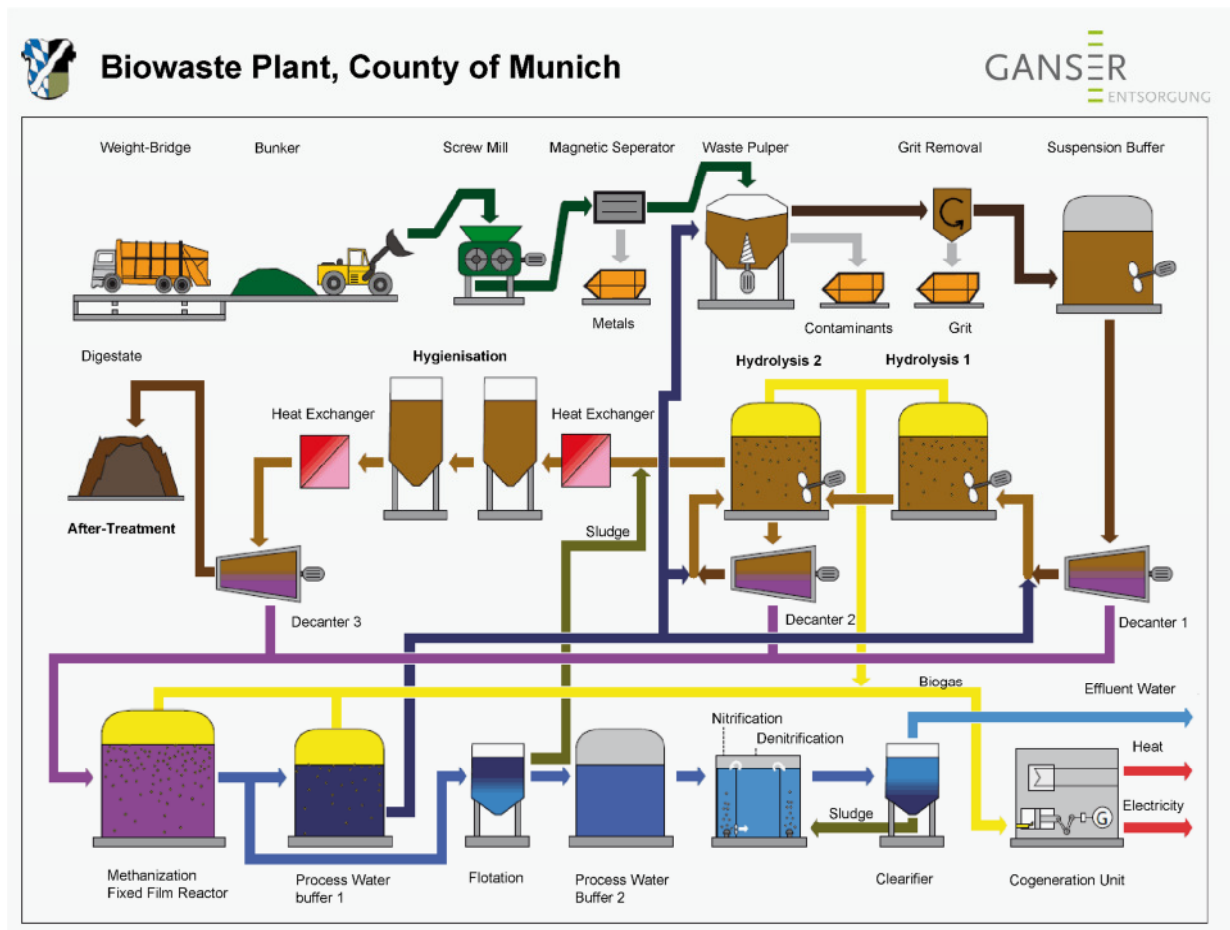 Biowaste Plant, County of Munich
GANSER
ENTSORGUNG
Weight-Bridge
Bunker
Screw Mill
Magnetic Seperator
Waste Pulper
Grit Removal
Suspension Buffer
Metals
Contaminants
Grit
Digestate
Hygienisation
Hydrolysis 2
Hydrolysis 1
Heat Exchanger
Heat Exchanger
After-Treatment
Sludge
Decanter 3
Decanter 2
Decanter 1
Biogas
Effluent Water
Nitrification
Denitrification
Heat
Electricity
Sludge
G
Methanization
Fixed Film Reactor
Process Water
buffer 1
Flotation
Process Water
Buffer 2
Clearifier
Cogeneration Unit